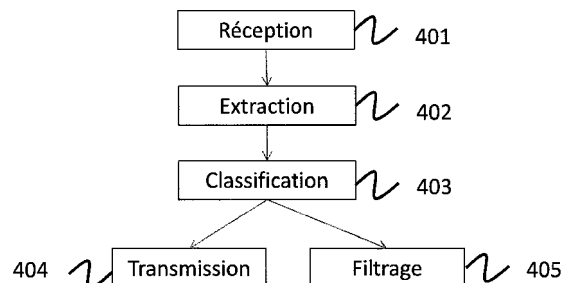 Réception 401
Extraction 402
Classification 403
404 Transmission Filtrage 405